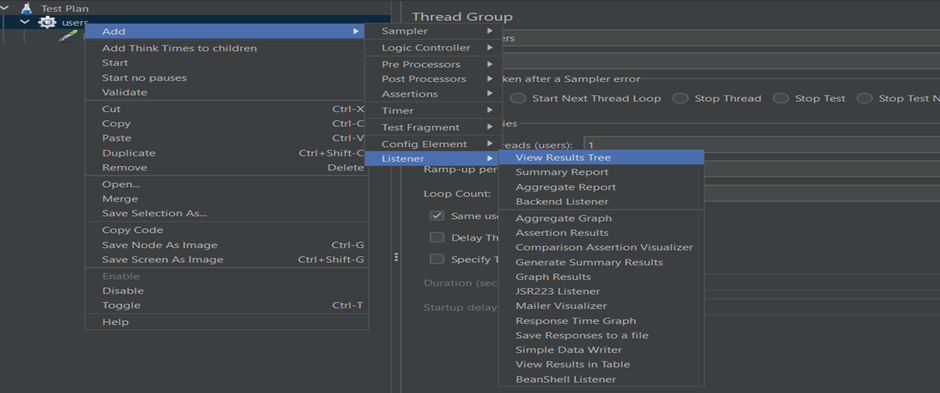 Test Plan
users
Add
Add Think Times to children
Start
Start no pauses
Validate
Cut Ctrl-X
Copy Ctrl-C
Paste Ctrl-V
Duplicate Ctrl+Shift-C
Remove Delete
Open...
Merge
Save Selection As...
Copy Code
Save Node As Image Ctrl-G
Save Screen As Image Ctrl+Shift-G
Enable
Disable
Toggle Ctrl-T
Help
Sampler
Logic Controller
Pre Processors
Post Processors
Assertions
Timer
Test Fragment
Config Element
Listener
View Results Tree
Summary Report
Aggregate Report
Backend Listener
Aggregate Graph
Assertion Results
Comparison Assertion Visualizer
Generate Summary Results
Graph Results
JSR223 Listener
Mailer Visualizer
Response Time Graph
Save Responses to a file
Simple Data Writer
View Results in Table
BeanShell Listener
Thread Group
ers
ken after a Sampler error
Start Next Thread Loop Stop Thread Stop Test Stop Test N
ies
reads (users): 1
Ramp-up per
Loop Count:
Same use
Delay Th
Specify T
Duration (sec
Startup delay